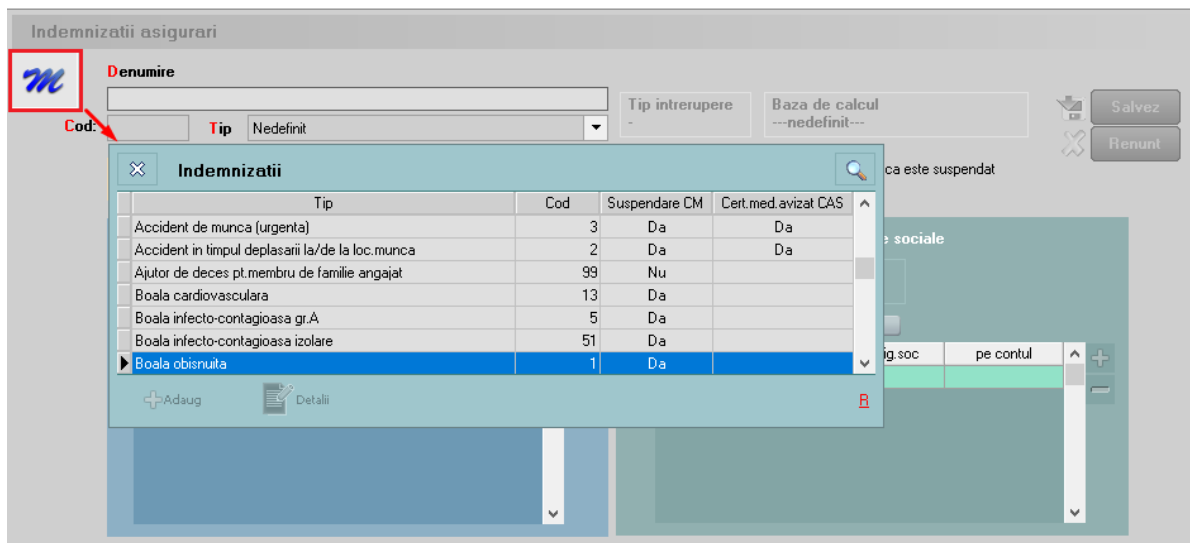 Indemnizatii asigurari
m
Denumire
Cod:
Tip
Nedefinit
Tip intrerupere
-
Baza de calcul
---nedefinit---
Salvez
Renunt
ca este suspendat
Indemnizatii
Tip Cod Suspendare CM Cert.med.avizat CAS
Accident de munca (urgenta) 3 Da Da
Accident in timpul deplasarii la/de la loc.munca 2 Da Da
Ajutor de deces pt.membru de familie angajat 99 Nu
Boala cardiovasculara 13 Da
Boala infecto-contagioasa gr.A 5 Da
Boala infecto-contagioasa izolare 51 Da
Boala obisnuita 1 Da
Adaug Detalii R
e sociale
ig.soc pe contul